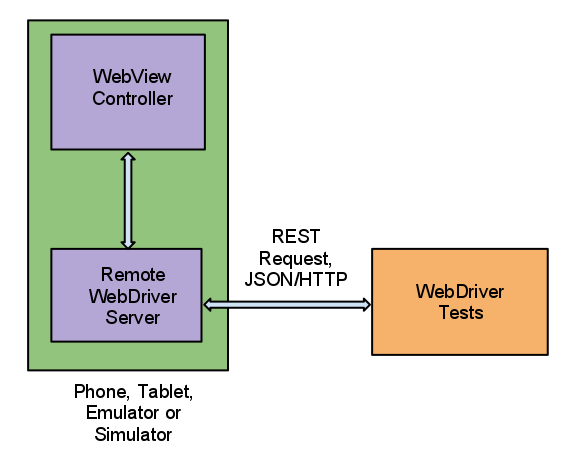 WebView
Controller
REST
Request,
JSON/HTTP
Remote
WebDriver
Server
WebDriver
Tests
Phone, Tablet,
Emulator or
Simulator